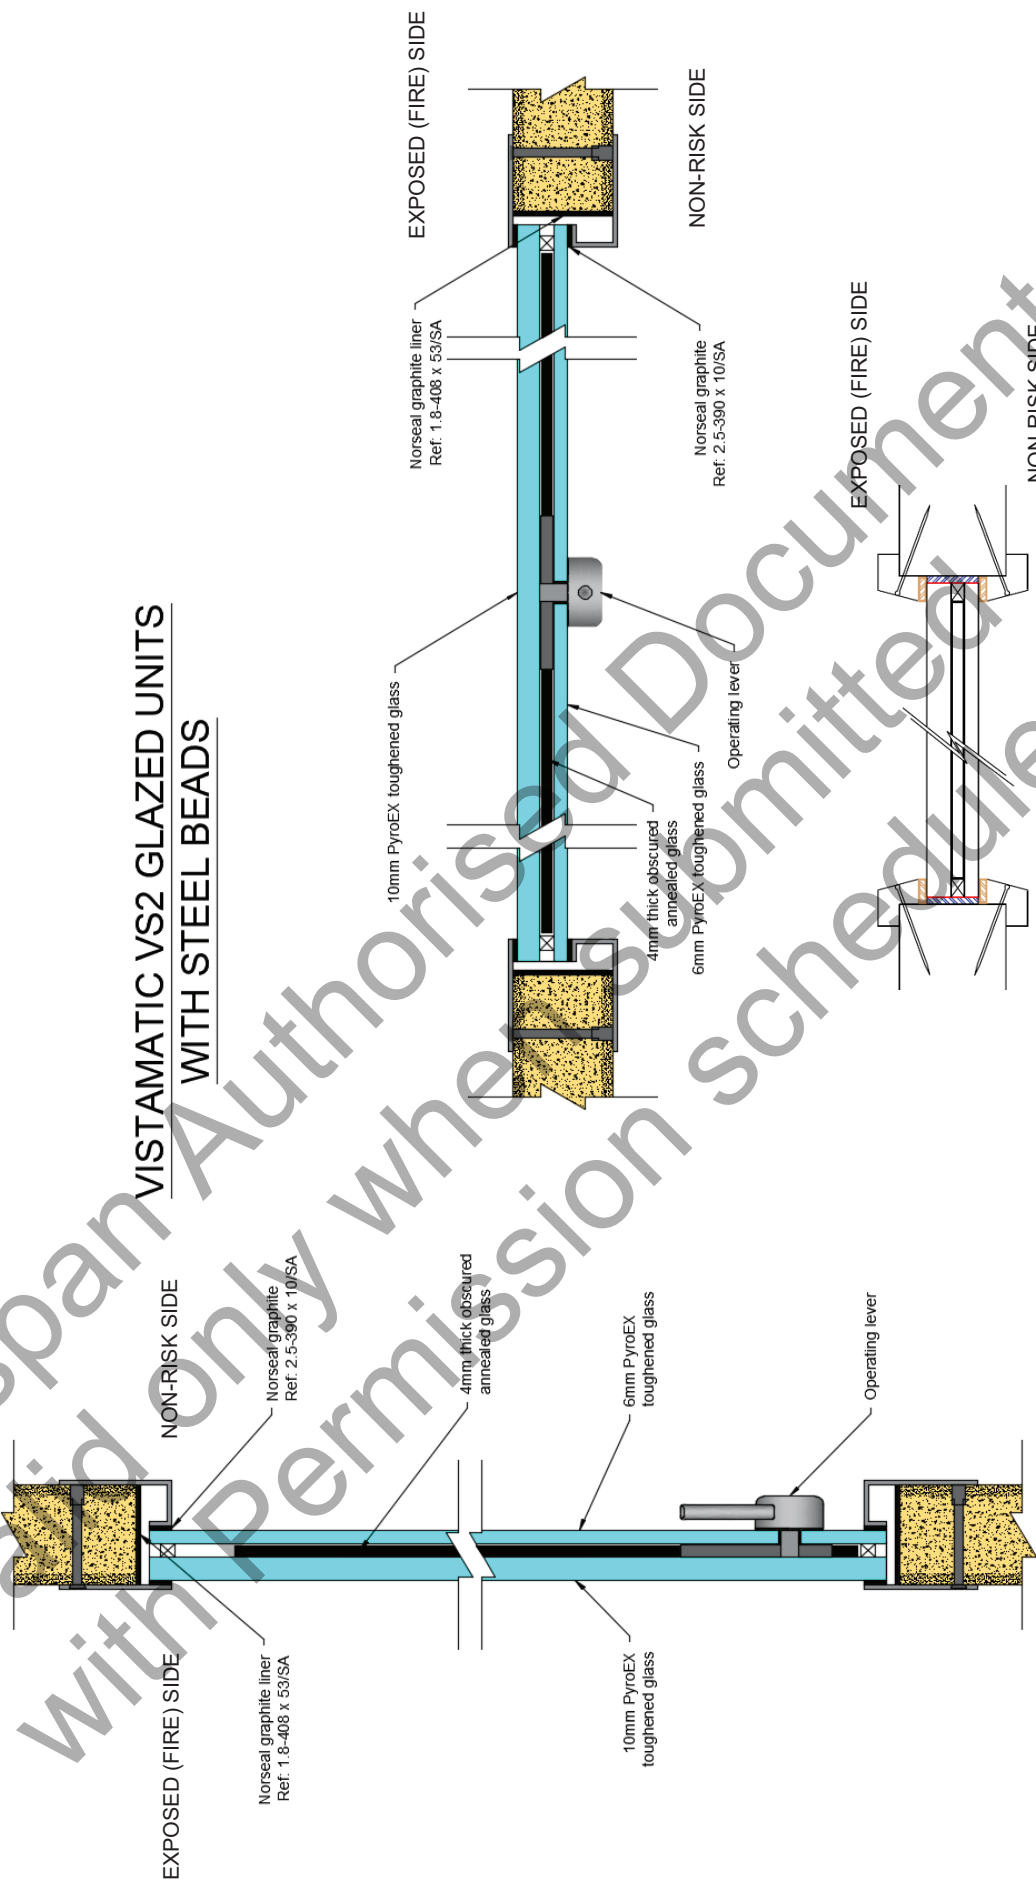 VISTAMATIC VS2 GLAZED UNITS
WITH STEEL BEADS
EXPOSED (FIRE) SIDE
Norseal graphite liner
Ref: 1.8-408 x 53/SA
NON-RISK SIDE
Norseal graphite
Ref: 2.5-390 x 10/SA
4mm thick obscured
annealed glass
10mm PyroEX
toughened glass
6mm PyroEX
toughened glass
Operating lever
10mm PyroEX toughened glass
Norseal graphite liner
Ref: 1.8-408 x 53/SA
EXPOSED (FIRE) SIDE
4mm thick obscured
annealed glass
6mm PyroEX toughened glass
Operating lever
Norseal graphite
Ref: 2.5-390 x 10/SA
NON-RISK SIDE
EXPOSED (FIRE) SIDE
NON-RISK SIDE
span Authorised Document
valid only when submitted
with Permission schedule